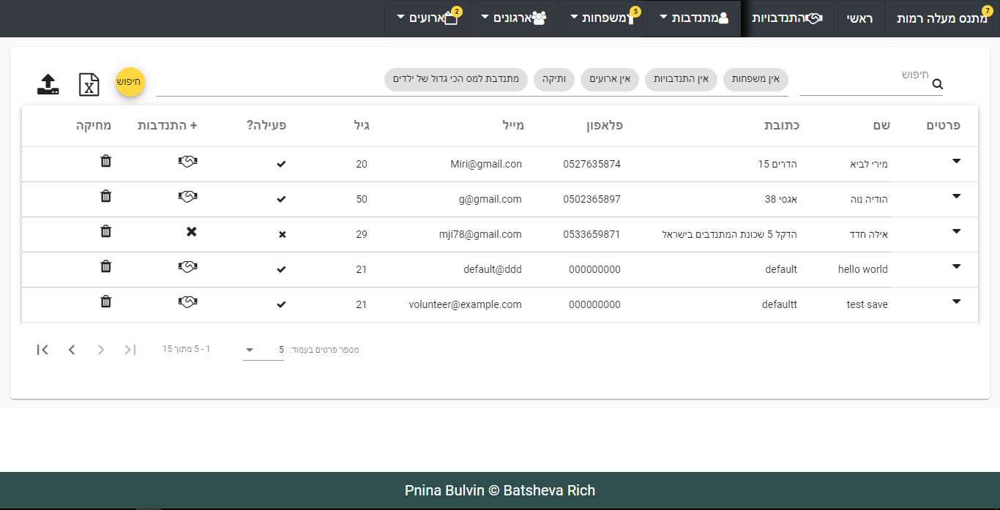 מתנס מעלה רמות 7
ראשי
התנדבויות
מתנדבות
משפחות 5
ארגונים
ארועים 2
חיפוש
אין משפחות
אין התנדבויות
אין ארועים
ותיקה
מתנדבת למס הכי גדול של ילדים
חיפוש
פרטים שם כתובת פלאפון מייל גיל פעילה? + התנדבות מחיקה
מירי לביא הדרים 15 0527635874 Miri@gmail.con 20
הודיה נוה אגסי 38 0502365897 g@gmail.com 50
אילה חדד הדקל 5 שכונת המתנדבים בישראל 0533659871 mji78@gmail.com 29
hello world default 000000000 default@ddd 21
test save defaultt 000000000 volunteer@example.com 21
מספר פרטים בעמוד: 5 1 - 5 מתוך 15
Pnina Bulvin © Batsheva Rich